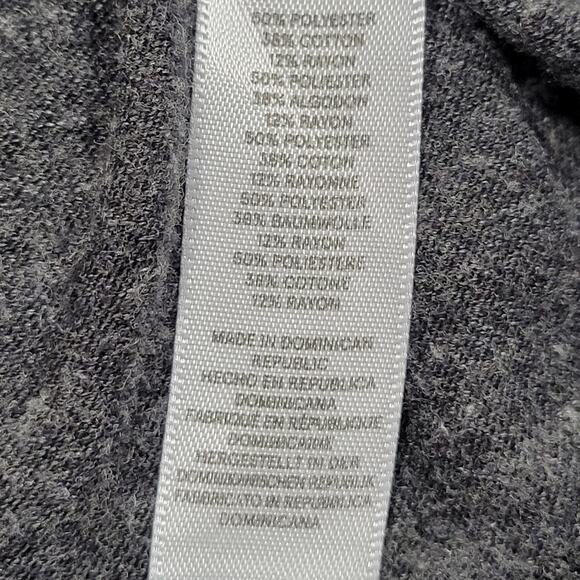 50% POLYESTER
38% COTTON
12% RAYON
50% POLIESTER
38% ALGODON
12% RAYON
50% POLYESTER
38% COTON
12% RAYONNE
50% POLYESTER
38% BAUMWOLLE
12% RAYON
50% POLIESTERE
38% COTONE
12% RAYON
MADE IN DOMINICAN
REPUBLIC
HECHO EN REPUBLICA
DOMINICANA
FABRIQUÉ EN RÉPUBLIQUE
DOMINICAINE
HERGESTELLT IN DER
DOMINIKANISCHEN REPUBLIK
FABBRICATO IN REPUBBLICA
DOMINICANA